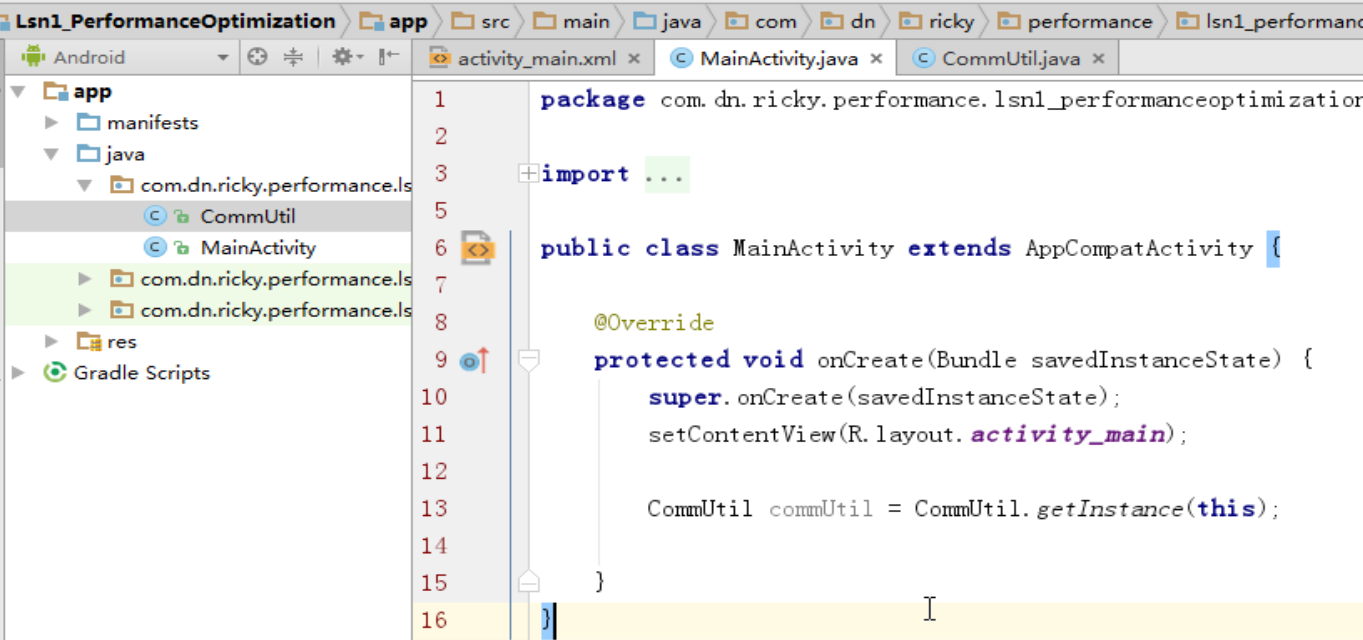 Lsn1_PerformanceOptimization app src main java com dn ricky performance lsn1_performanc
Android
activity_main.xml MainActivity.java CommUtil.java
app
manifests
java
com.dn.ricky.performance.ls
CommUtil
MainActivity
com.dn.ricky.performance.ls
com.dn.ricky.performance.ls
res
Gradle Scripts
1 package com.dn.ricky.performance.lsn1_performanceoptimization
2
3 import ...
5
6 public class MainActivity extends AppCompatActivity {
7
8 @Override
9 protected void onCreate(Bundle savedInstanceState) {
10 super.onCreate(savedInstanceState);
11 setContentView(R.layout.activity_main);
12
13 CommUtil commUtil = CommUtil.getInstance(this);
14
15 }
16 }